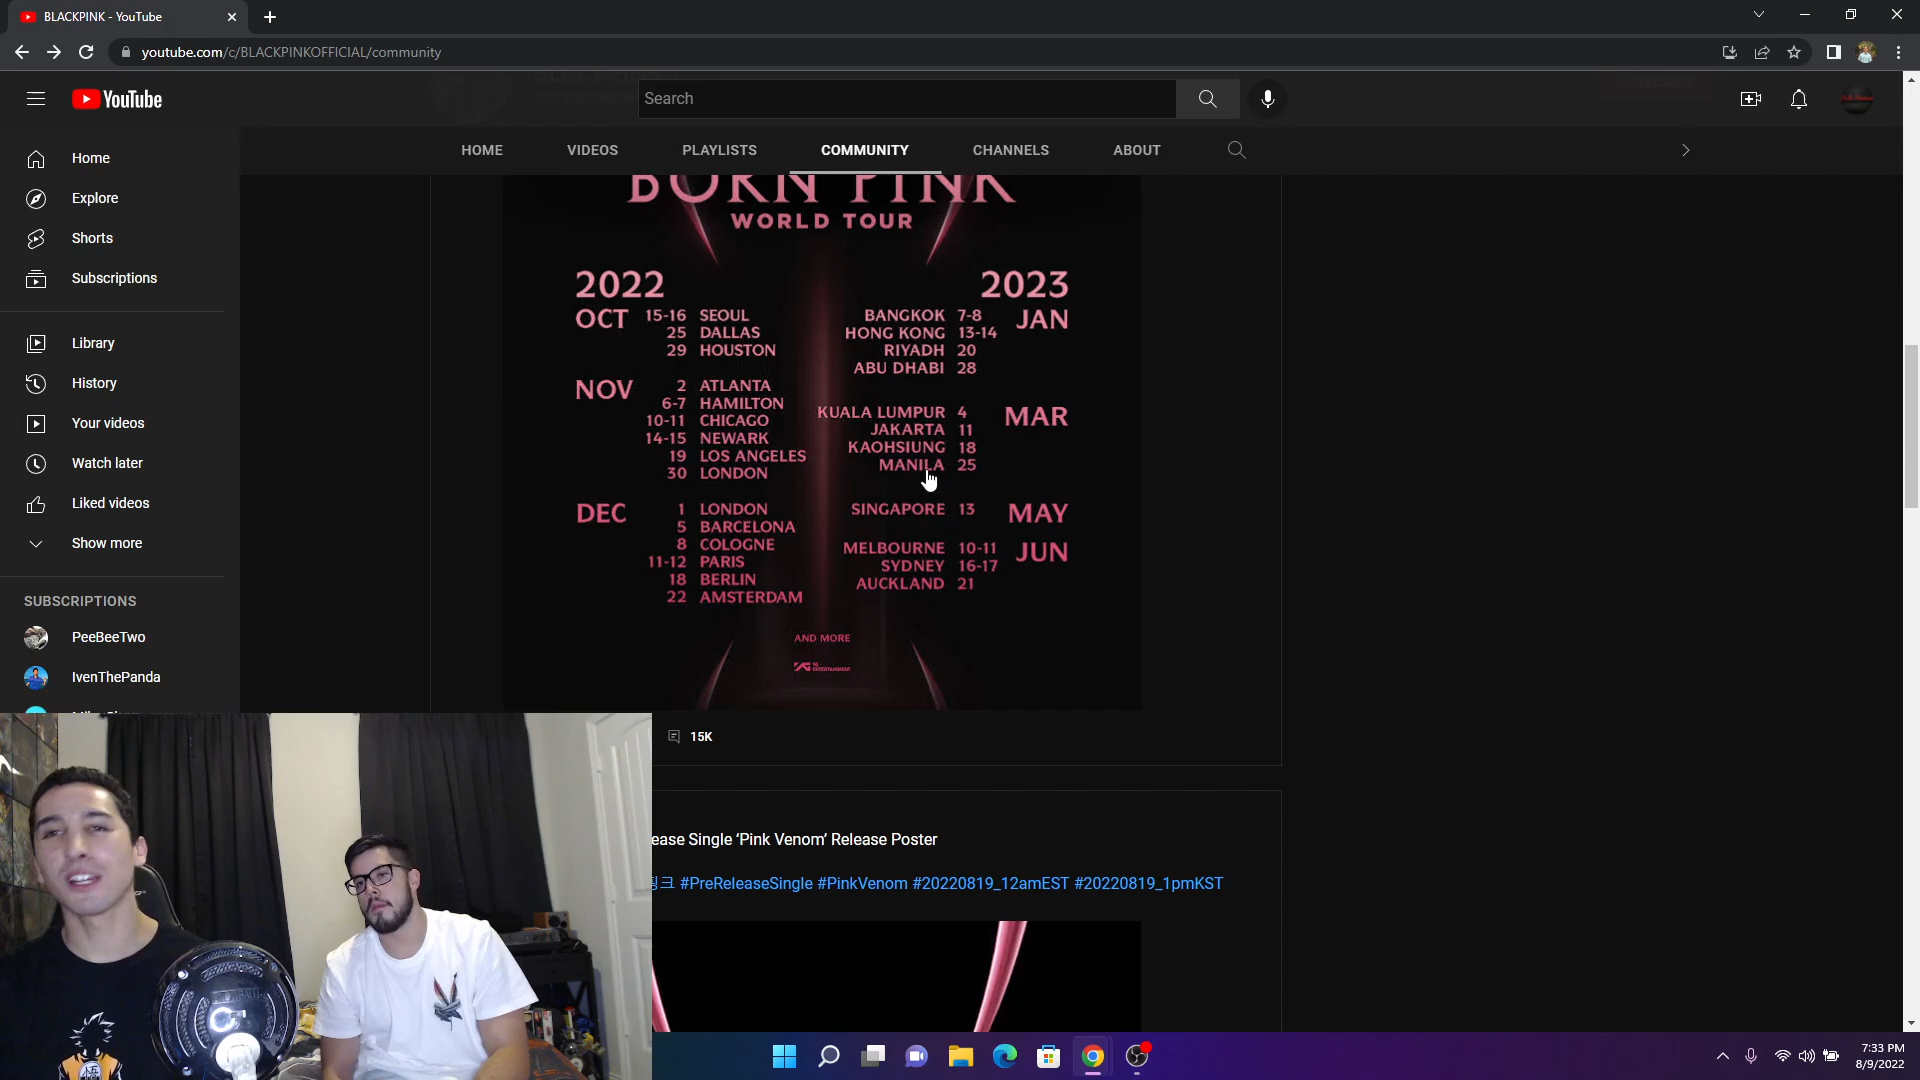 BLACKPINK - YouTube
youtube.com/c/BLACKPINKOFFICIAL/community
YouTube
Search
HOME VIDEOS PLAYLISTS COMMUNITY CHANNELS ABOUT
Home
Explore
Shorts
Subscriptions
Library
History
Your videos
Watch later
Liked videos
Show more
SUBSCRIPTIONS
PeeBeeTwo
IvenThePanda
BORN PINK
WORLD TOUR
2022
OCT 15-16 SEOUL
25 DALLAS
29 HOUSTON
NOV 2 ATLANTA
6-7 HAMILTON
10-11 CHICAGO
14-15 NEWARK
19 LOS ANGELES
30 LONDON
DEC 1 LONDON
5 BARCELONA
8 COLOGNE
11-12 PARIS
18 BERLIN
22 AMSTERDAM
2023
BANGKOK 7-8 JAN
HONG KONG 13-14
RIYADH 20
ABU DHABI 28
KUALA LUMPUR 4 MAR
JAKARTA 11
KAOHSIUNG 18
MANILA 25
SINGAPORE 13 MAY
MELBOURNE 10-11 JUN
SYDNEY 16-17
AUCKLAND 21
AND MORE
YG ENTERTAINMENT
15K
ease Single ‘Pink Venom’ Release Poster
핑크 #PreReleaseSingle #PinkVenom #20220819_12amEST #20220819_1pmKST
7:33 PM
8/9/2022